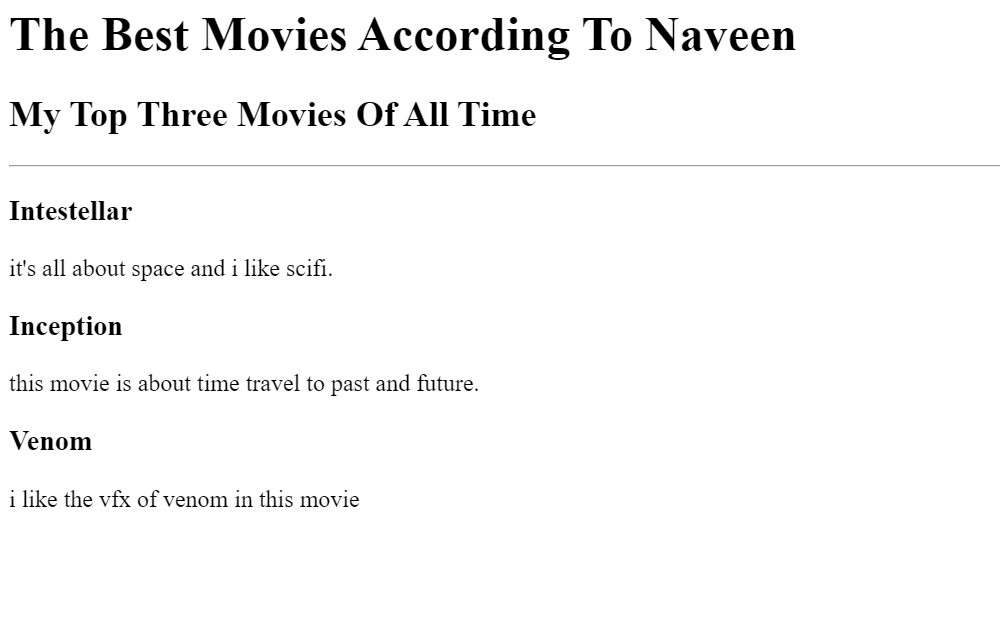 The Best Movies According To Naveen
My Top Three Movies Of All Time
Intestellar
it's all about space and i like scifi.
Inception
this movie is about time travel to past and future.
Venom
i like the vfx of venom in this movie